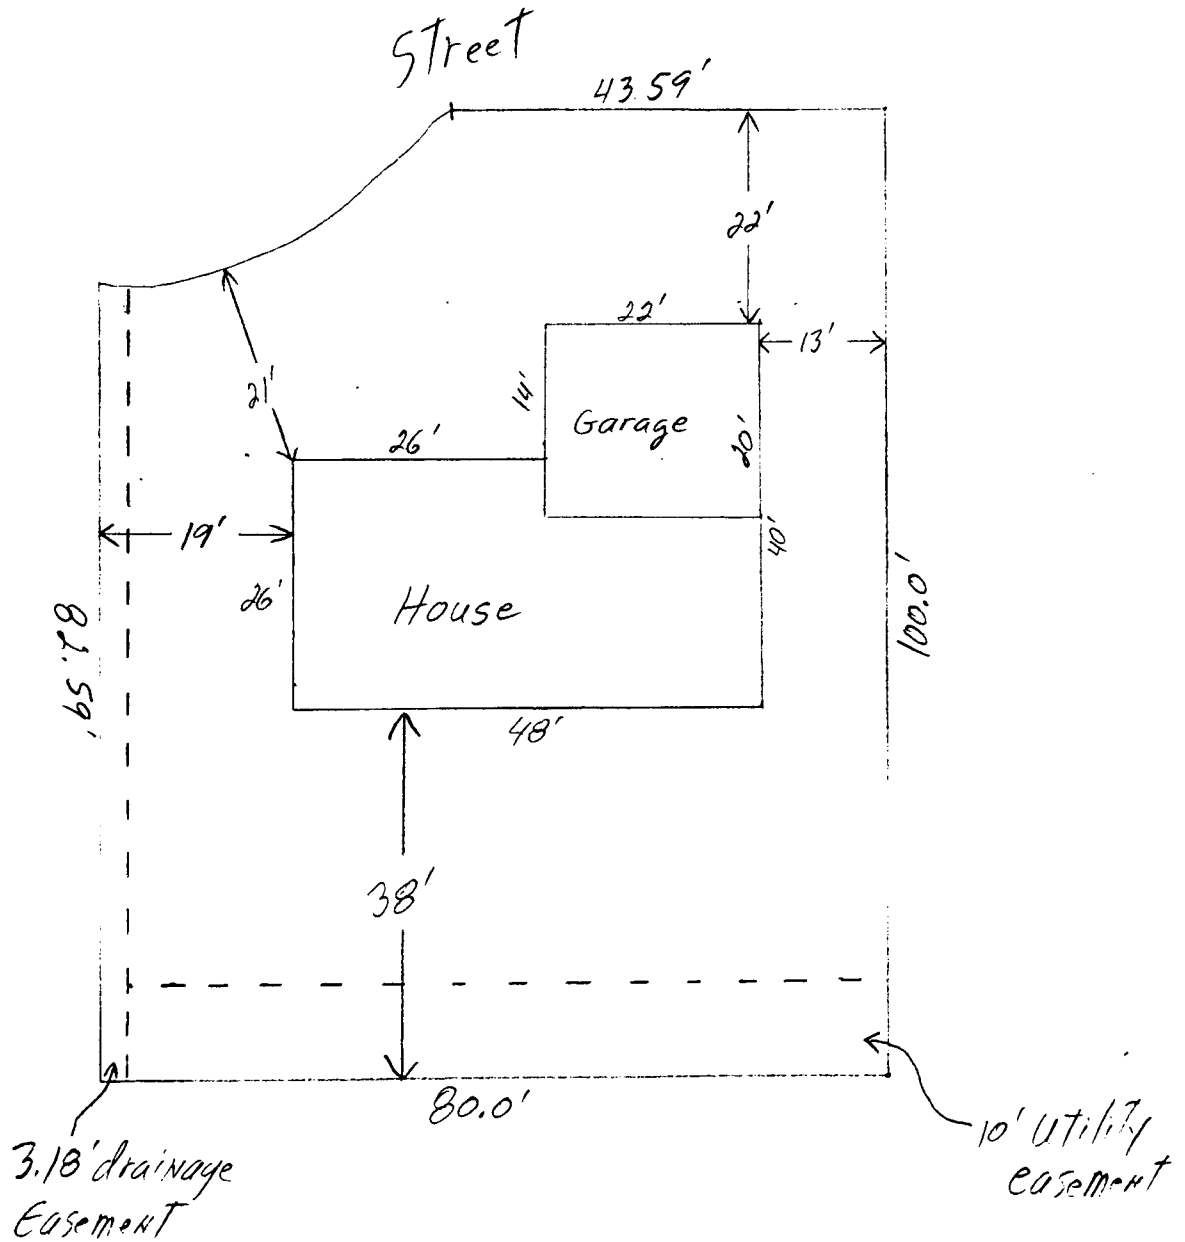 Street
43.59'
22'
22'
13'
14'
Garage
20'
21'
26'
19'
40'
26'
House
81.59'
100.0'
48'
38'
80.0'
10' Utility
easement
3.18' drainage
Easement